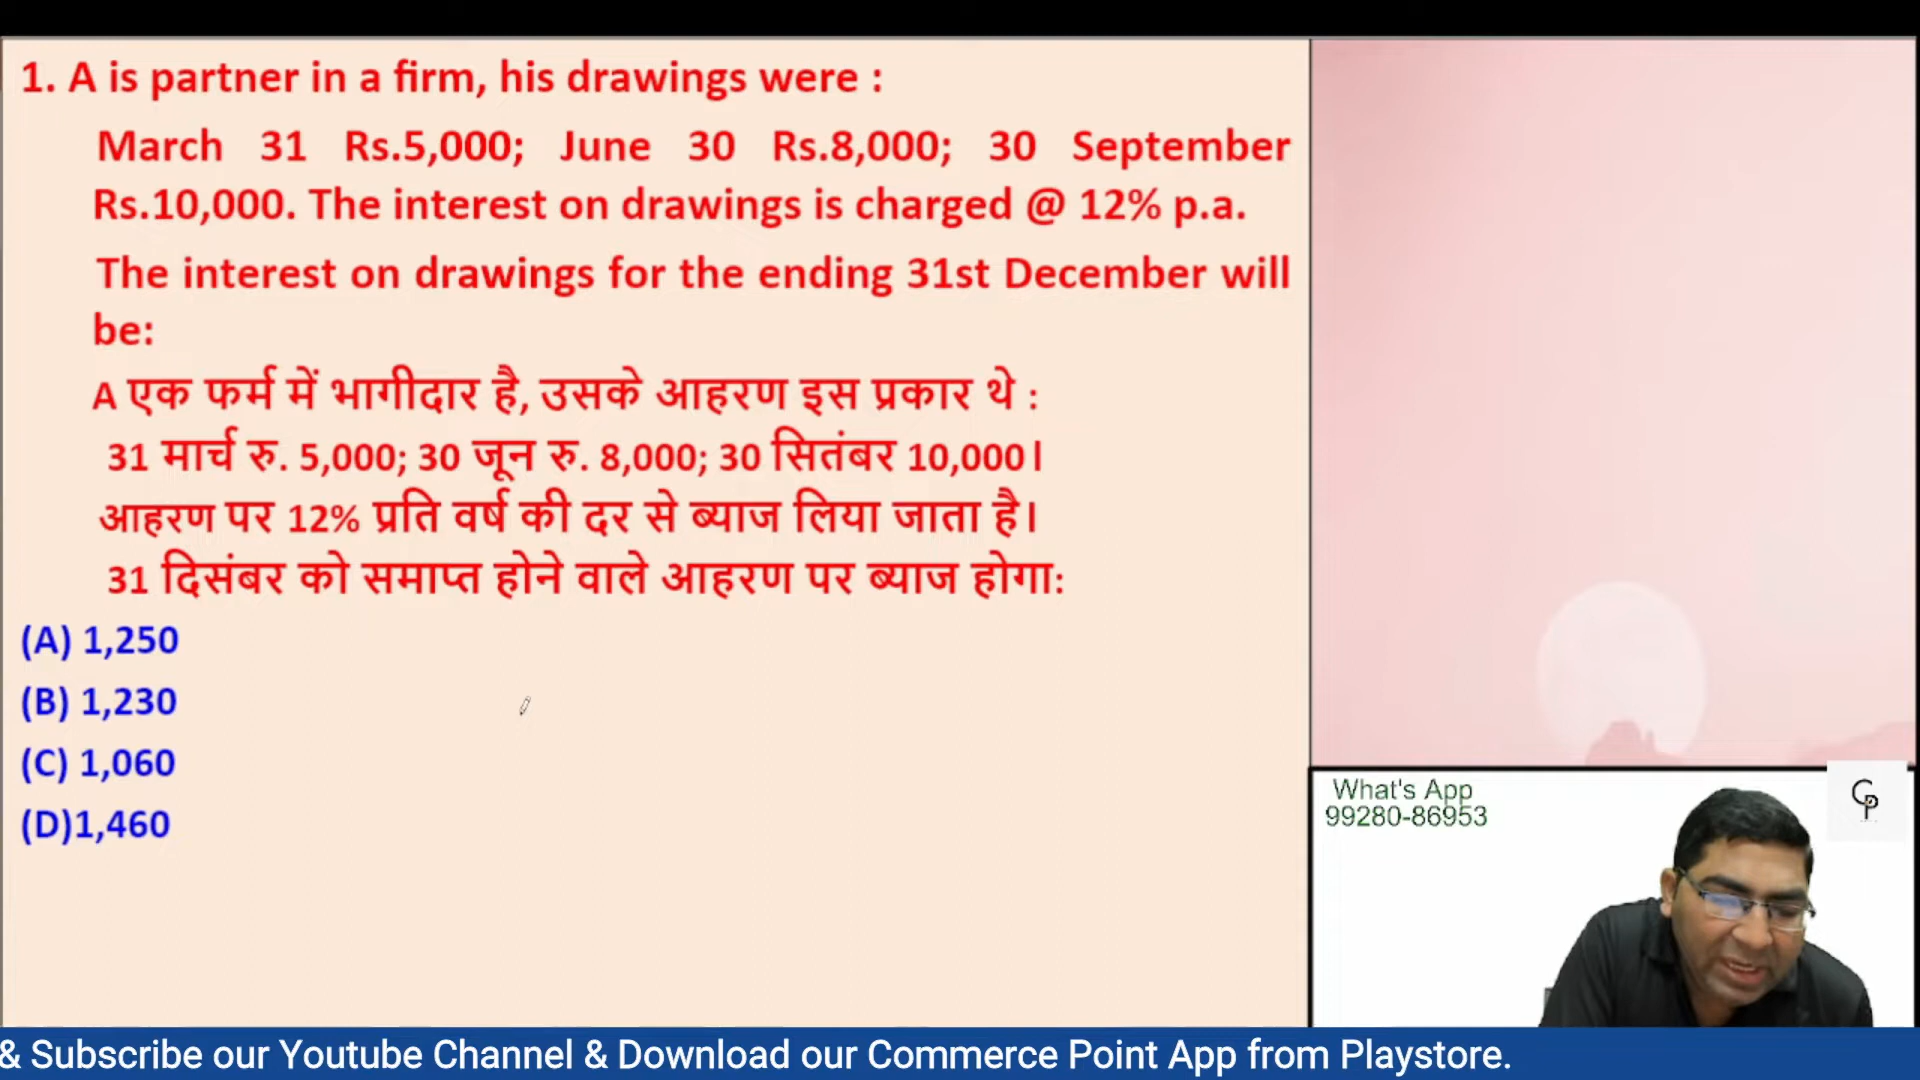 1. A is partner in a firm, his drawings were :
March 31 Rs.5,000; June 30 Rs.8,000; 30 September
Rs.10,000. The interest on drawings is charged @ 12% p.a.
The interest on drawings for the ending 31st December will
be:
A एक फर्म में भागीदार है, उसके आहरण इस प्रकार थे :
31 मार्च रु. 5,000; 30 जून रु. 8,000; 30 सितंबर 10,000।
आहरण पर 12% प्रति वर्ष की दर से ब्याज लिया जाता है।
31 दिसंबर को समाप्त होने वाले आहरण पर ब्याज होगा:
(A) 1,250
(B) 1,230
(C) 1,060
(D)1,460
What's App
99280-86953
CP
& Subscribe our Youtube Channel & Download our Commerce Point App from Playstore.